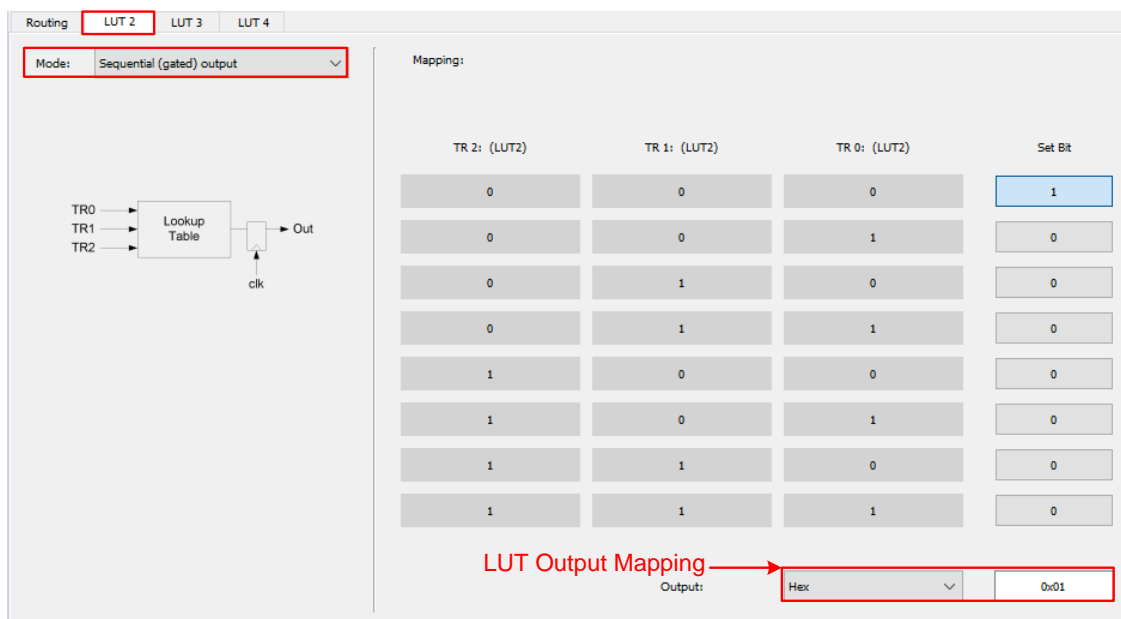 Routing LUT 2 LUT 3 LUT 4
Mode: Sequential (gated) output
Mapping:
TR 2: (LUT2) TR 1: (LUT2) TR 0: (LUT2) Set Bit
0 0 0 1
0 0 1 0
0 1 0 0
0 1 1 0
1 0 0 0
1 0 1 0
1 1 0 0
1 1 1 0
TR0
TR1
TR2
Lookup
Table
Out
clk
LUT Output Mapping
Output: Hex 0x01